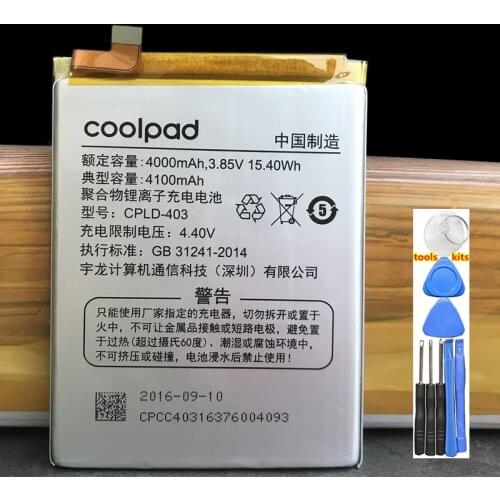 coolpad
中国制造
额定容量: 4000mAh,3.85V 15.40Wh
典型容量: 4100mAh
聚合物锂离子充电电池
型号: CPLD-403
充电限制电压: 4.40V
执行标准: GB 31241-2014
宇龙计算机通信科技（深圳）有限公司
5
警告
只能使用厂家指定的充电器，切勿拆开或置于
火中，不可让金属品接触或短路电极，避免置
于过热(超过摄氏60度)、潮湿或腐蚀环境中，
不可挤压或碰撞，电池浸水后禁止使用。
2016-09-10
CPCC40316376004093
tools kits